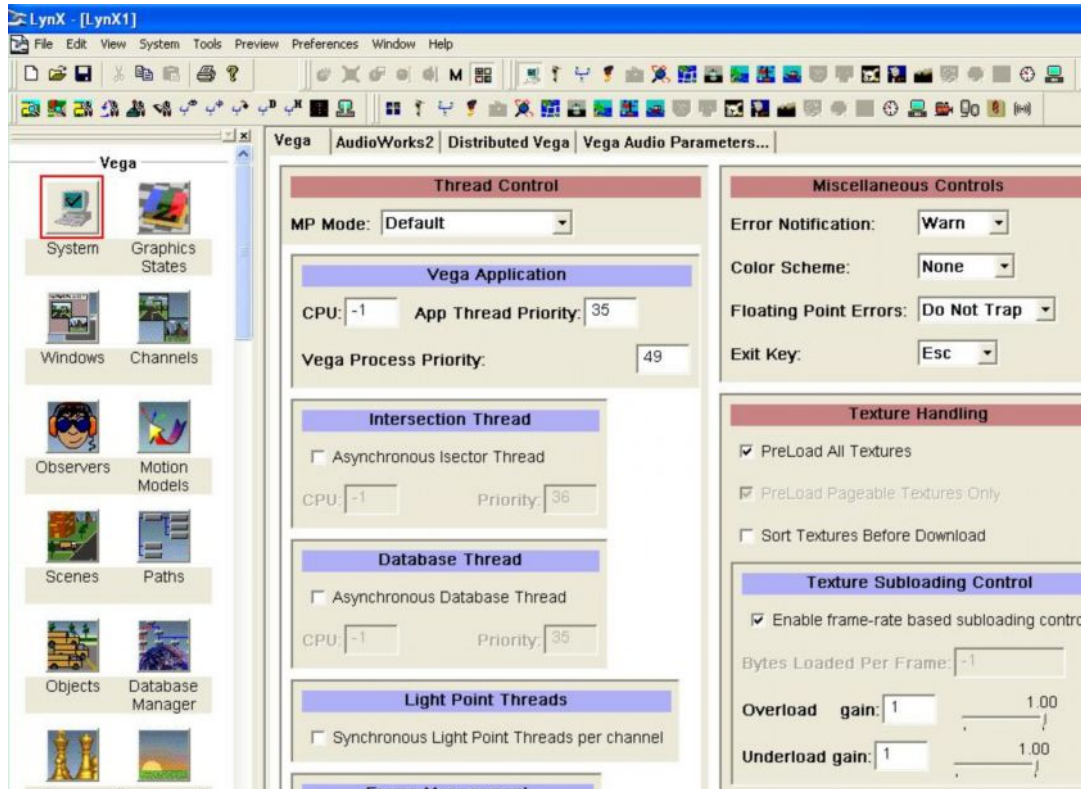 LynX - [LynX1]
File Edit View System Tools Preview Preferences Window Help
Vega AudioWorks2 Distributed Vega Vega Audio Parameters...
Vega
System
Graphics States
Windows
Channels
Observers
Motion Models
Scenes
Paths
Objects
Database Manager
Thread Control
MP Mode: Default
Vega Application
CPU: -1 App Thread Priority: 35
Vega Process Priority: 49
Intersection Thread
Asynchronous Isector Thread
CPU: -1 Priority: 36
Database Thread
Asynchronous Database Thread
CPU: -1 Priority: 35
Light Point Threads
Synchronous Light Point Threads per channel
Miscellaneous Controls
Error Notification: Warn
Color Scheme: None
Floating Point Errors: Do Not Trap
Exit Key: Esc
Texture Handling
PreLoad All Textures
PreLoad Pageable Textures Only
Sort Textures Before Download
Texture Subloading Control
Enable frame-rate based subloading contro
Bytes Loaded Per Frame: -1
Overload gain: 1 1.00
Underload gain: 1 1.00